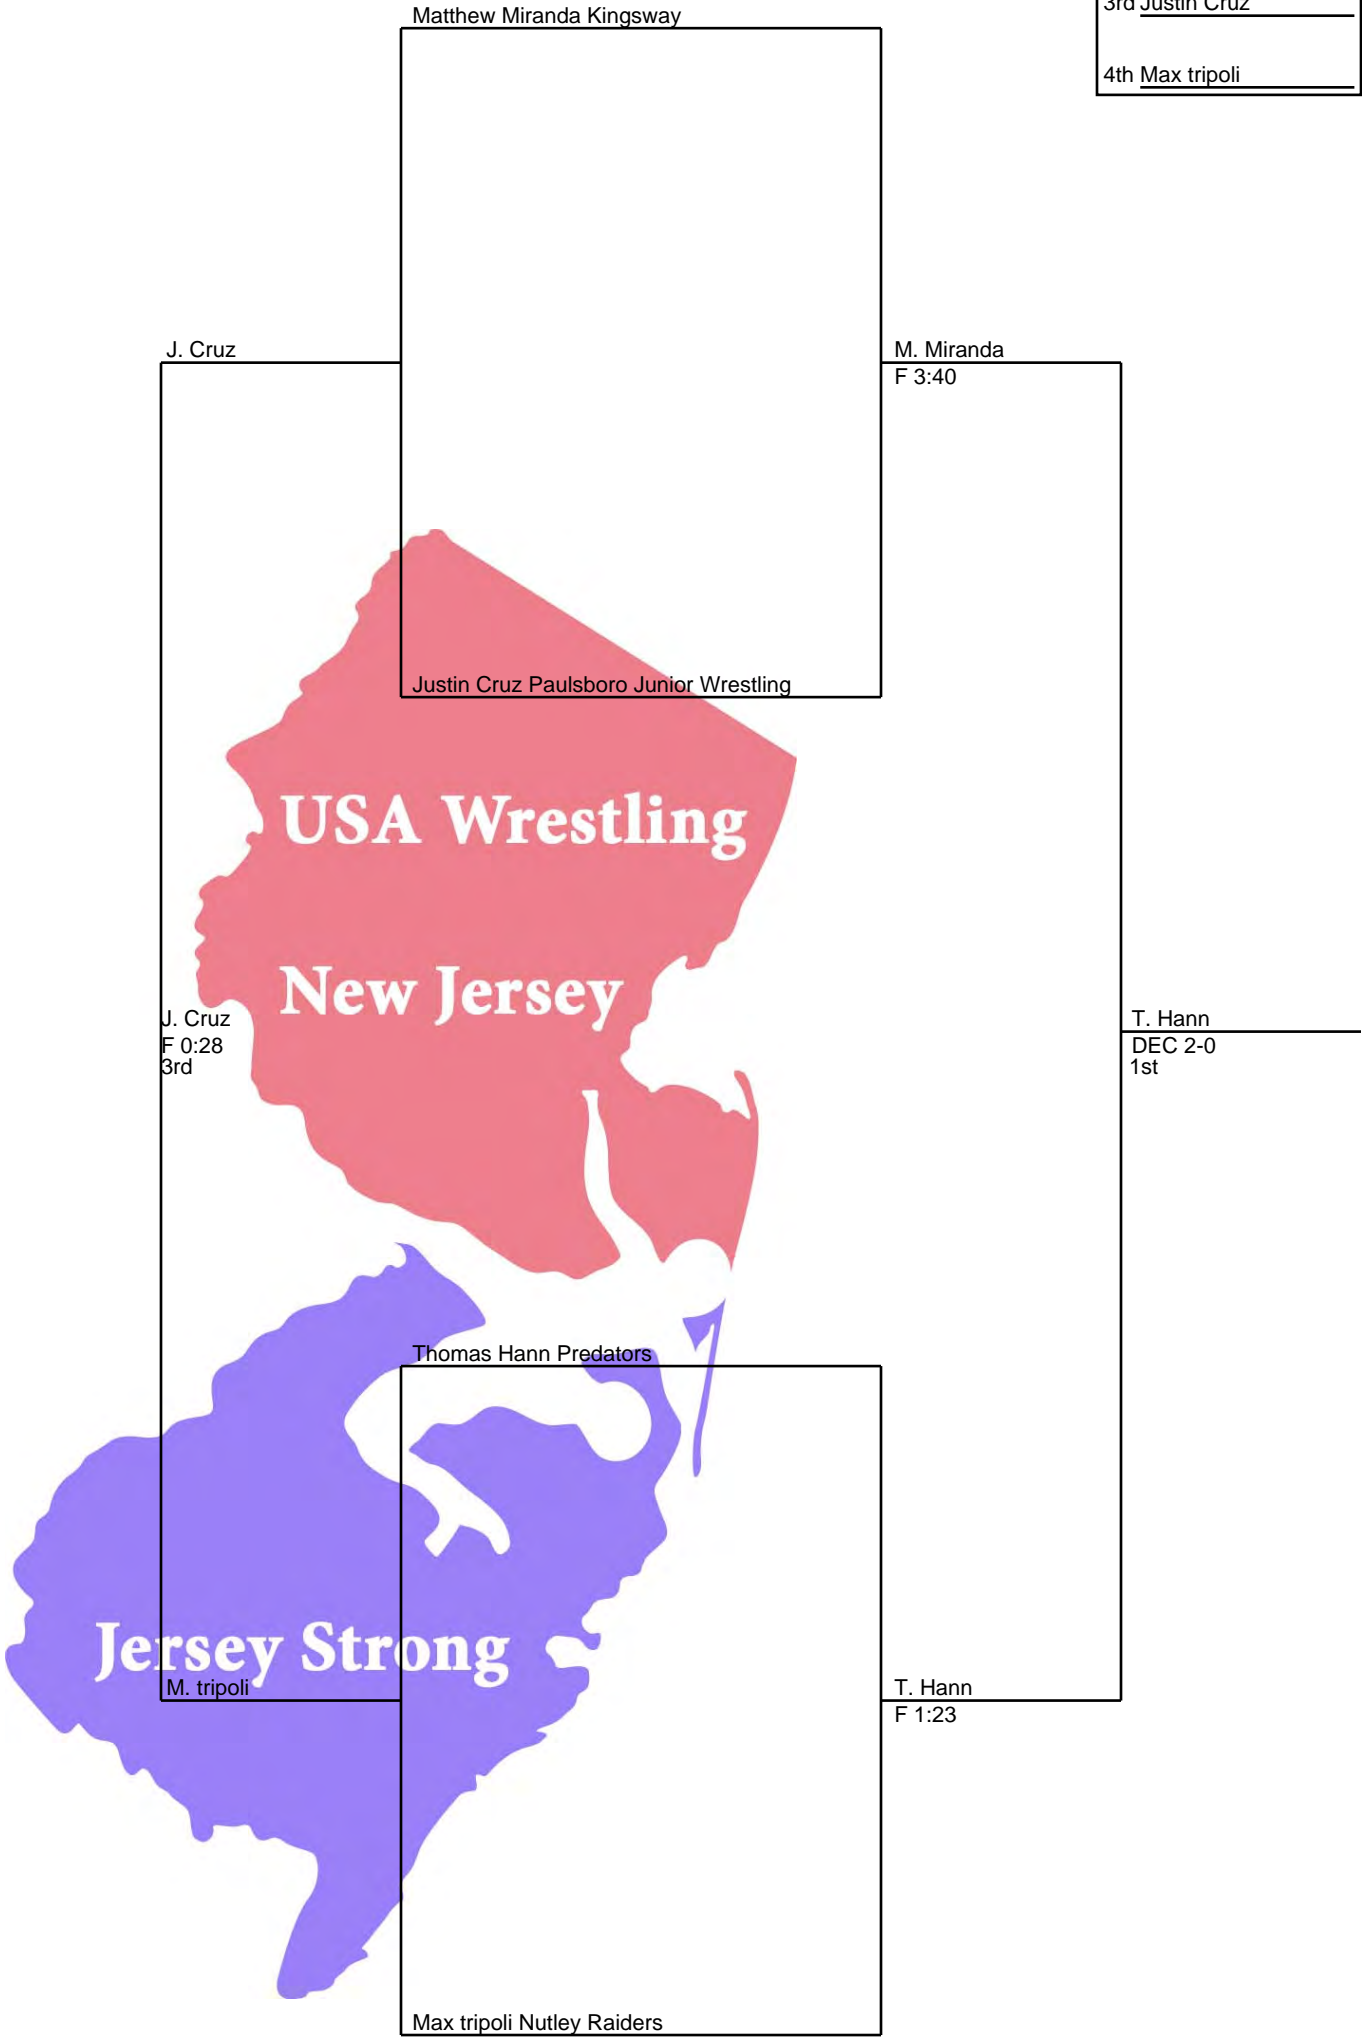 3rd Justin Cruz
Matthew Miranda Kingsway
4th Max tripoli
J. Cruz
M. Miranda
F 3:40
Justin Cruz Paulsboro Junior Wrestling
USA Wrestling
New Jersey
J. Cruz
F 0:28
3rd
T. Hann
DEC 2-0
1st
Thomas Hann Predators
Jersey Strong
M. tripoli
T. Hann
F 1:23
Max tripoli Nutley Raiders